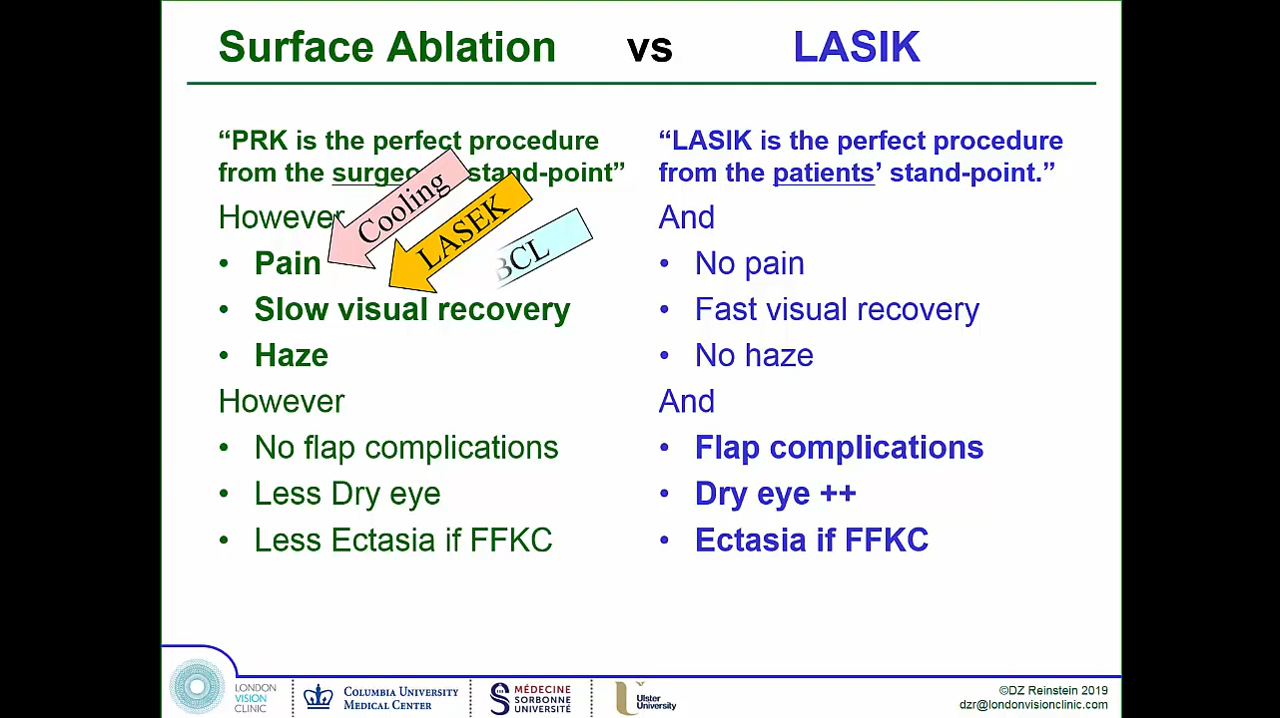 Surface Ablation vs LASIK
“PRK is the perfect procedure
from the stand-point”
However
• Pain
• Slow visual recovery
• Haze
However
• No flap complications
• Less Dry eye
• Less Ectasia if FFKC
Cooling
LASEK
BCL
“LASIK is the perfect procedure
from the patients’ stand-point.”
And
• No pain
• Fast visual recovery
• No haze
And
• Flap complications
• Dry eye ++
• Ectasia if FFKC
LONDON
VISION
CLINIC
COLUMBIA UNIVERSITY
MEDICAL CENTER
S
MÉDECINE
SORBONNE
UNIVERSITÉ
Ulster
University
©DZ Reinstein 2019
dzr@londonvisionclinic.com